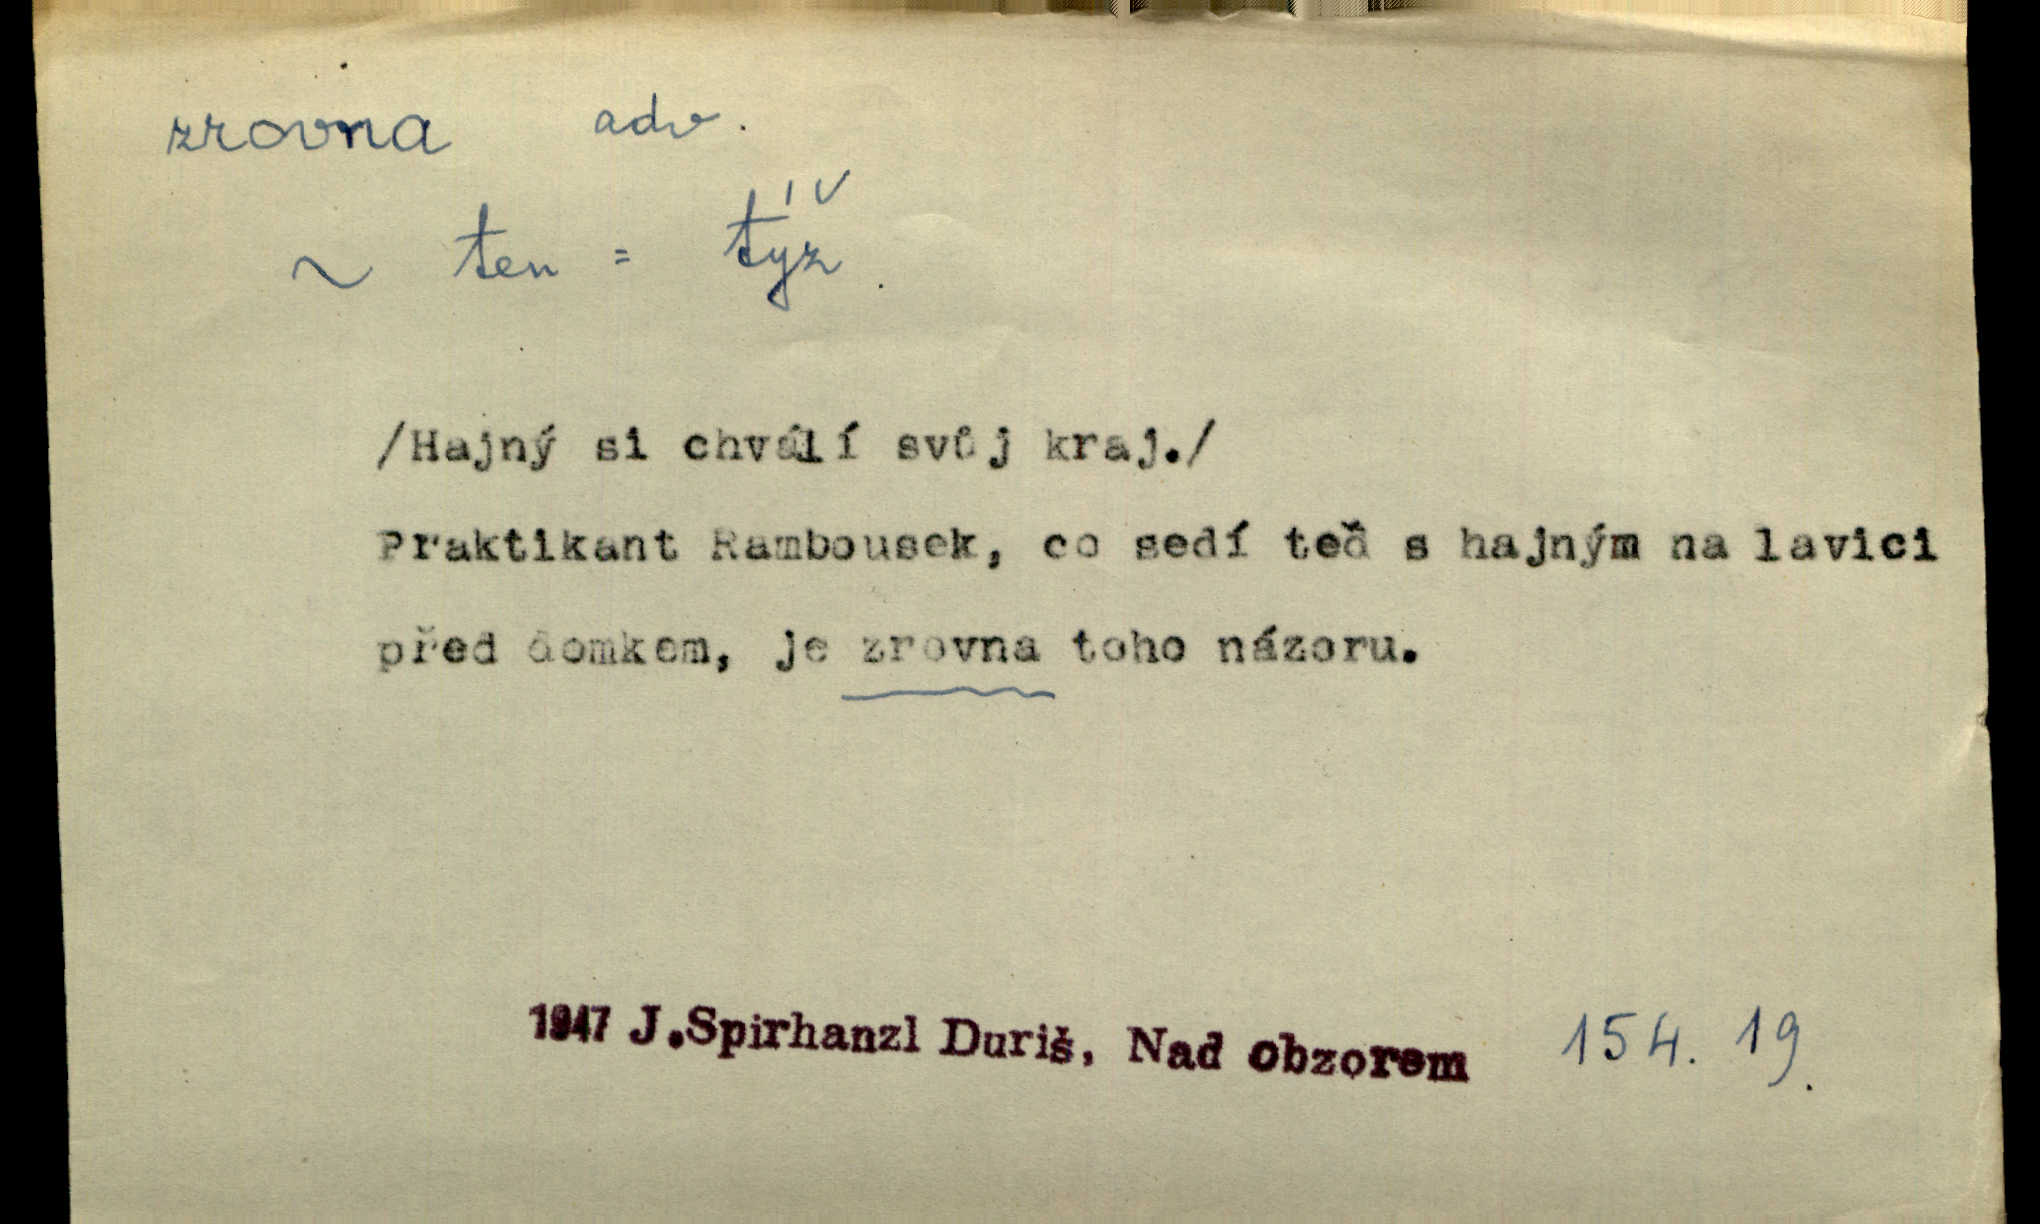 zrovna adv.
~ ten = týž.
/Hajný si chválí svůj kraj./
Praktikant Rambousek, co sedí teď s hajným na lavici
před domkem, je zrovna toho názoru.
1947 J.Spirhanzl Duriš, Nad obzorem 154. 19.